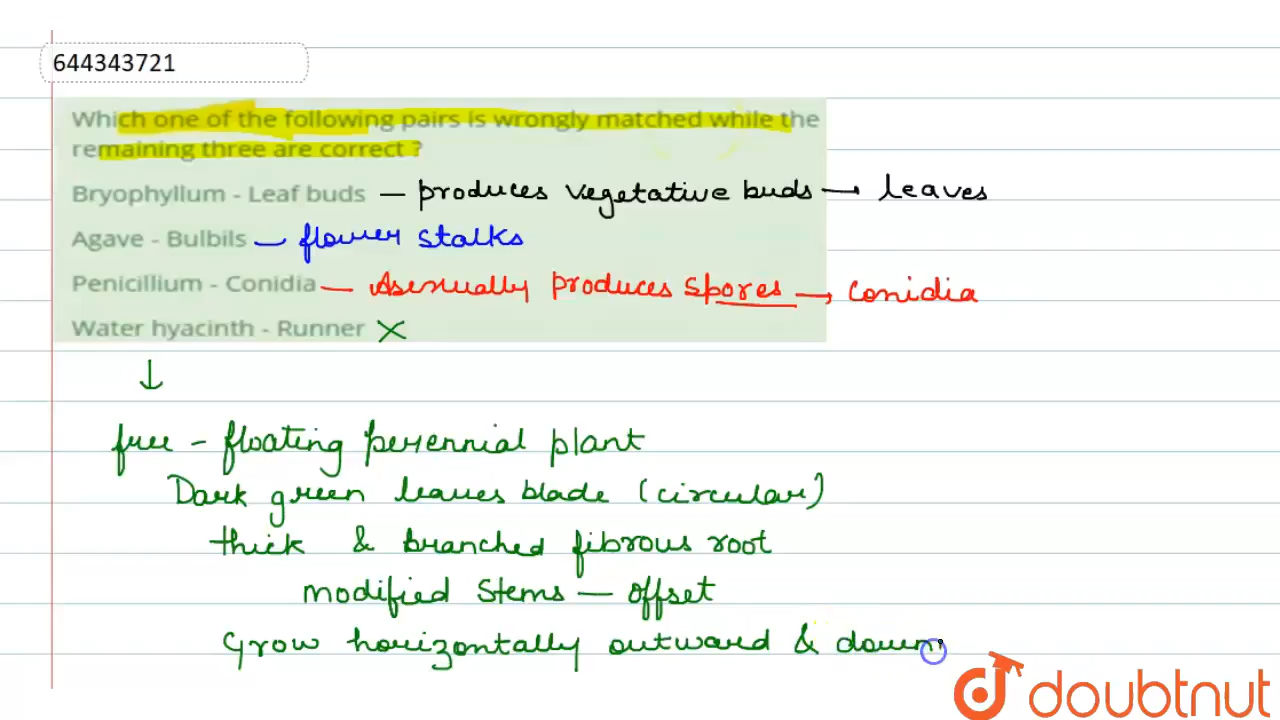 644343721
Which one of the following pairs is wrongly matched while the
remaining three are correct ?
Bryophyllum - Leaf buds — produces vegetative buds → leaves
Agave - Bulbils — flower stalks
Penicillium - Conidia — Asexually produces spores → conidia
Water hyacinth - Runner ✗
↓
free - floating perennial plant
Dark green leaves blade (circular)
thick & branched fibrous root
modified stems — offset
Grow horizontally outward & down
doubtnut